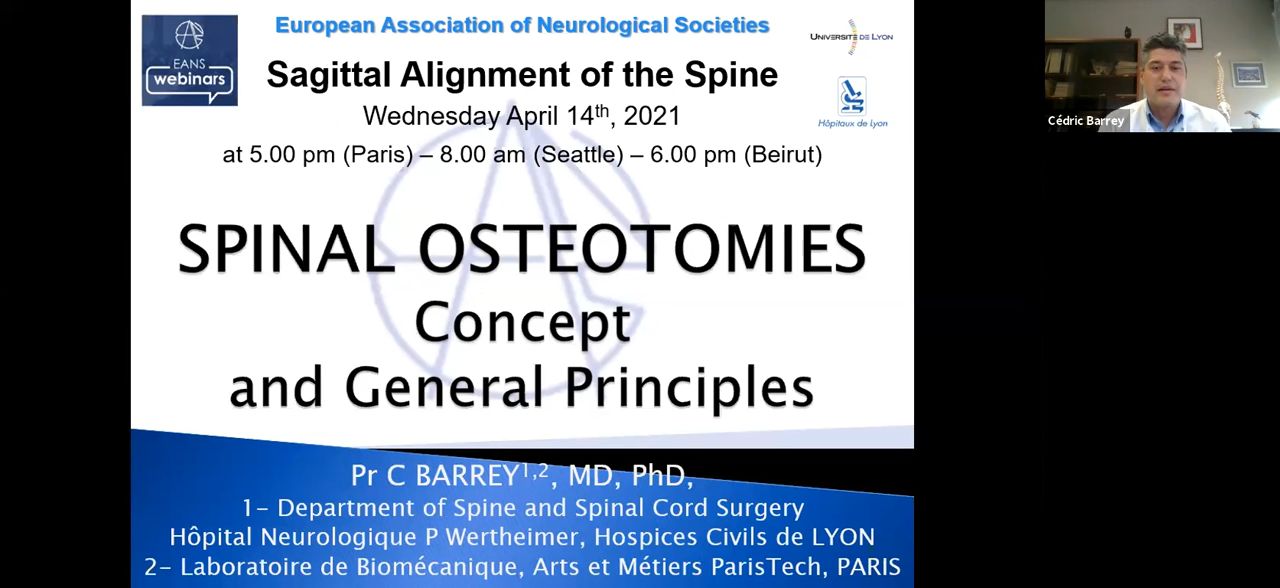 European Association of Neurological Societies
EANS
webinars
UNIVERSITÉ DE LYON
Sagittal Alignment of the Spine
Wednesday April 14th, 2021
Hôpitaux de Lyon
at 5.00 pm (Paris) – 8.00 am (Seattle) – 6.00 pm (Beirut)
Cédric Barrey
SPINAL OSTEOTOMIES
Concept
and General Principles
Pr C BARREY1,2, MD, PhD,
1- Department of Spine and Spinal Cord Surgery
Hôpital Neurologique P Wertheimer, Hospices Civils de LYON
2- Laboratoire de Biomécanique, Arts et Métiers ParisTech, PARIS